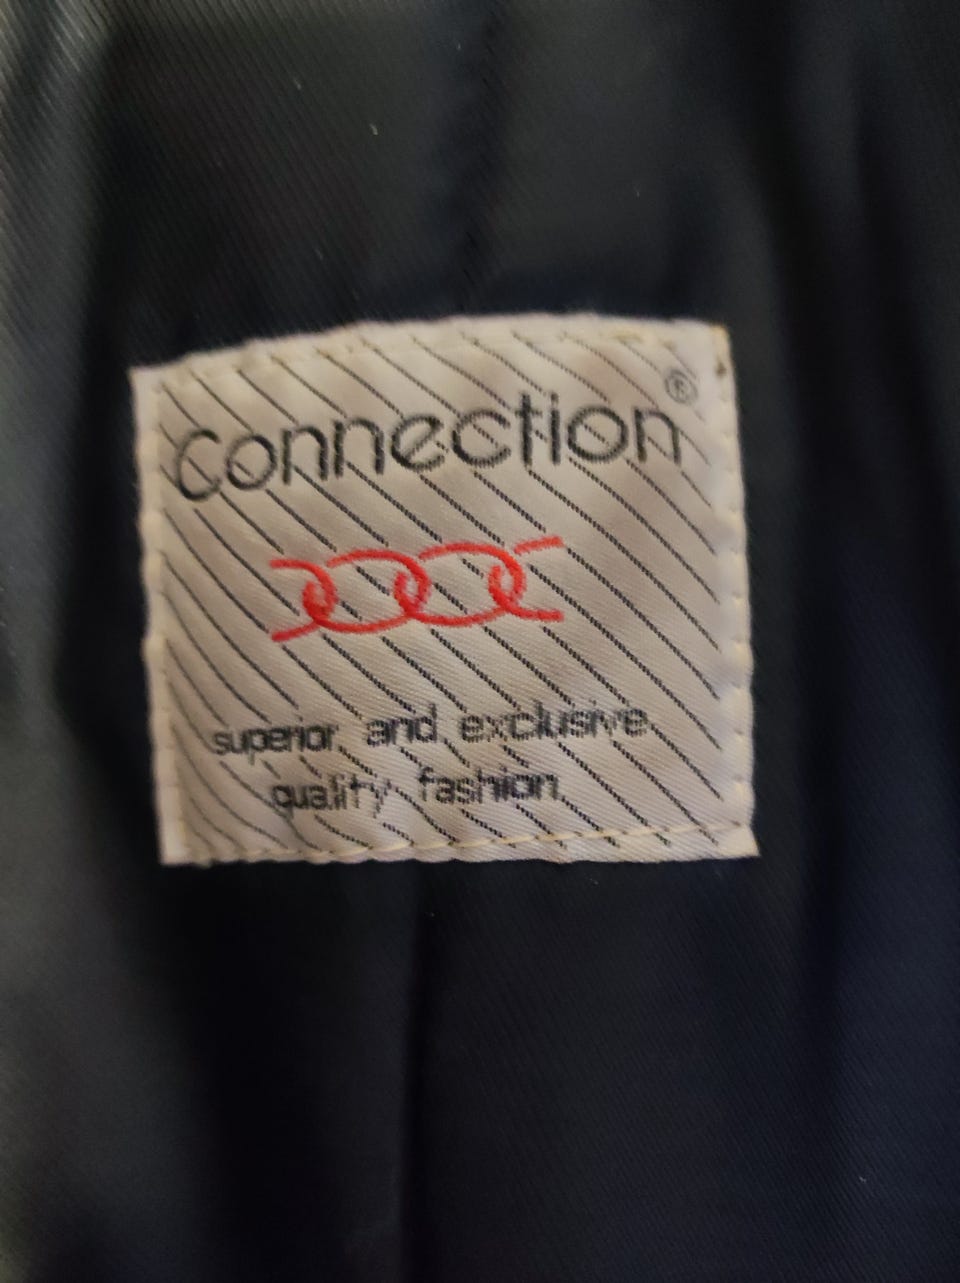 connection®
superior and exclusive
quality fashion